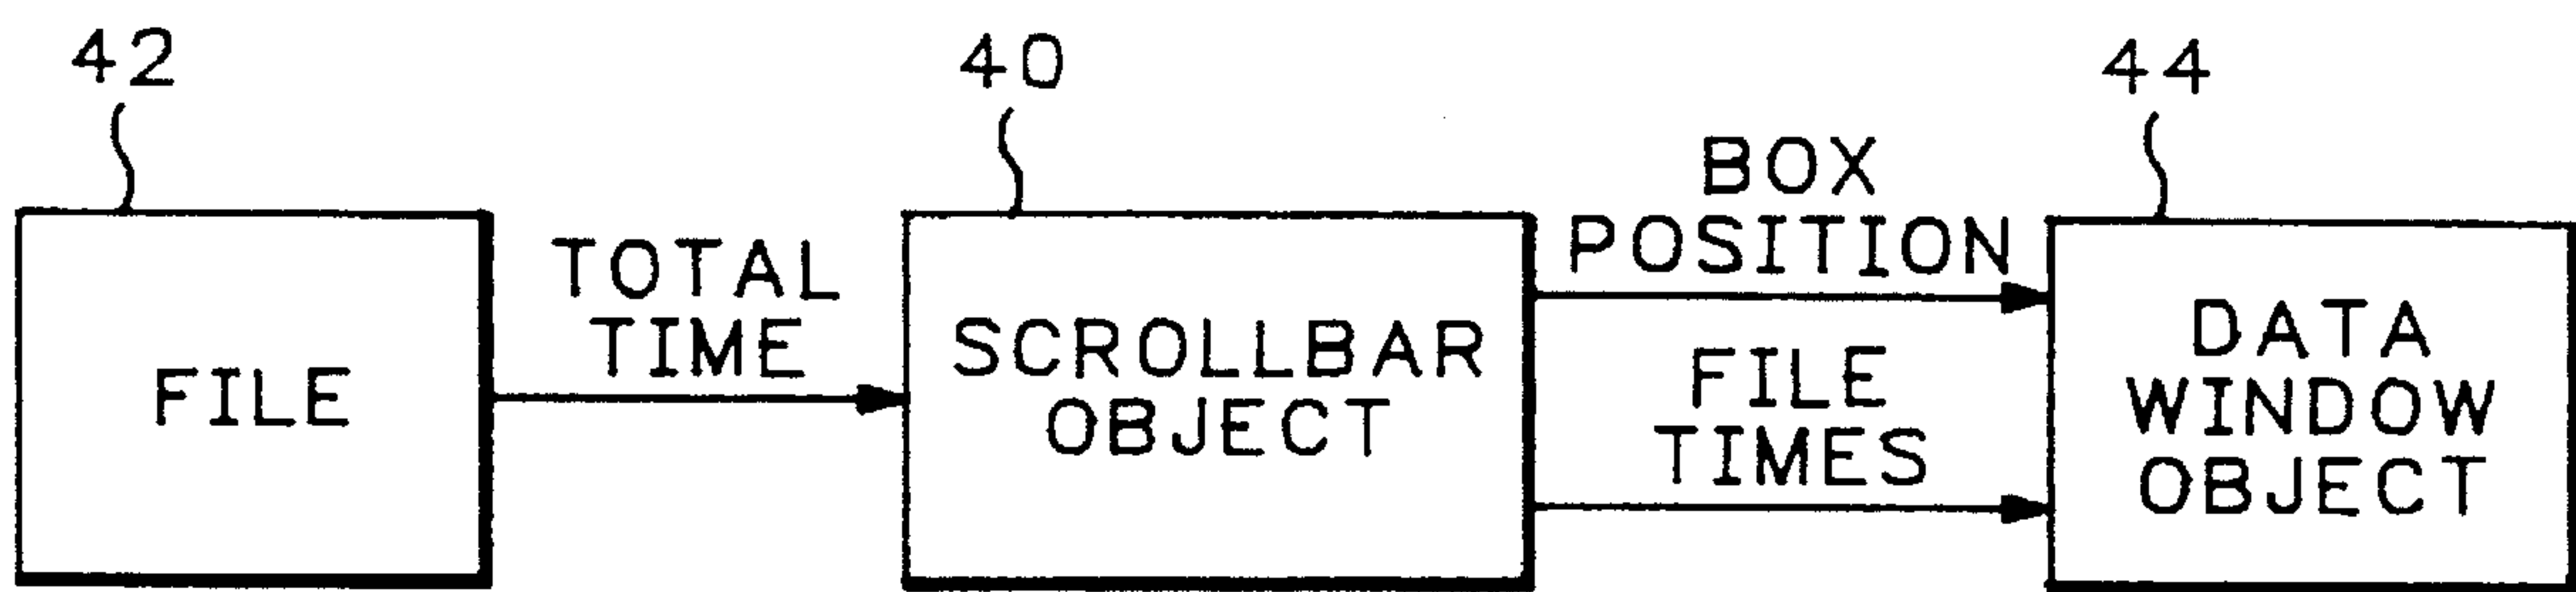 42
40
44
FILE
TOTAL
TIME
SCROLLBAR
OBJECT
BOX
POSITION
FILE
TIMES
DATA
WINDOW
OBJECT